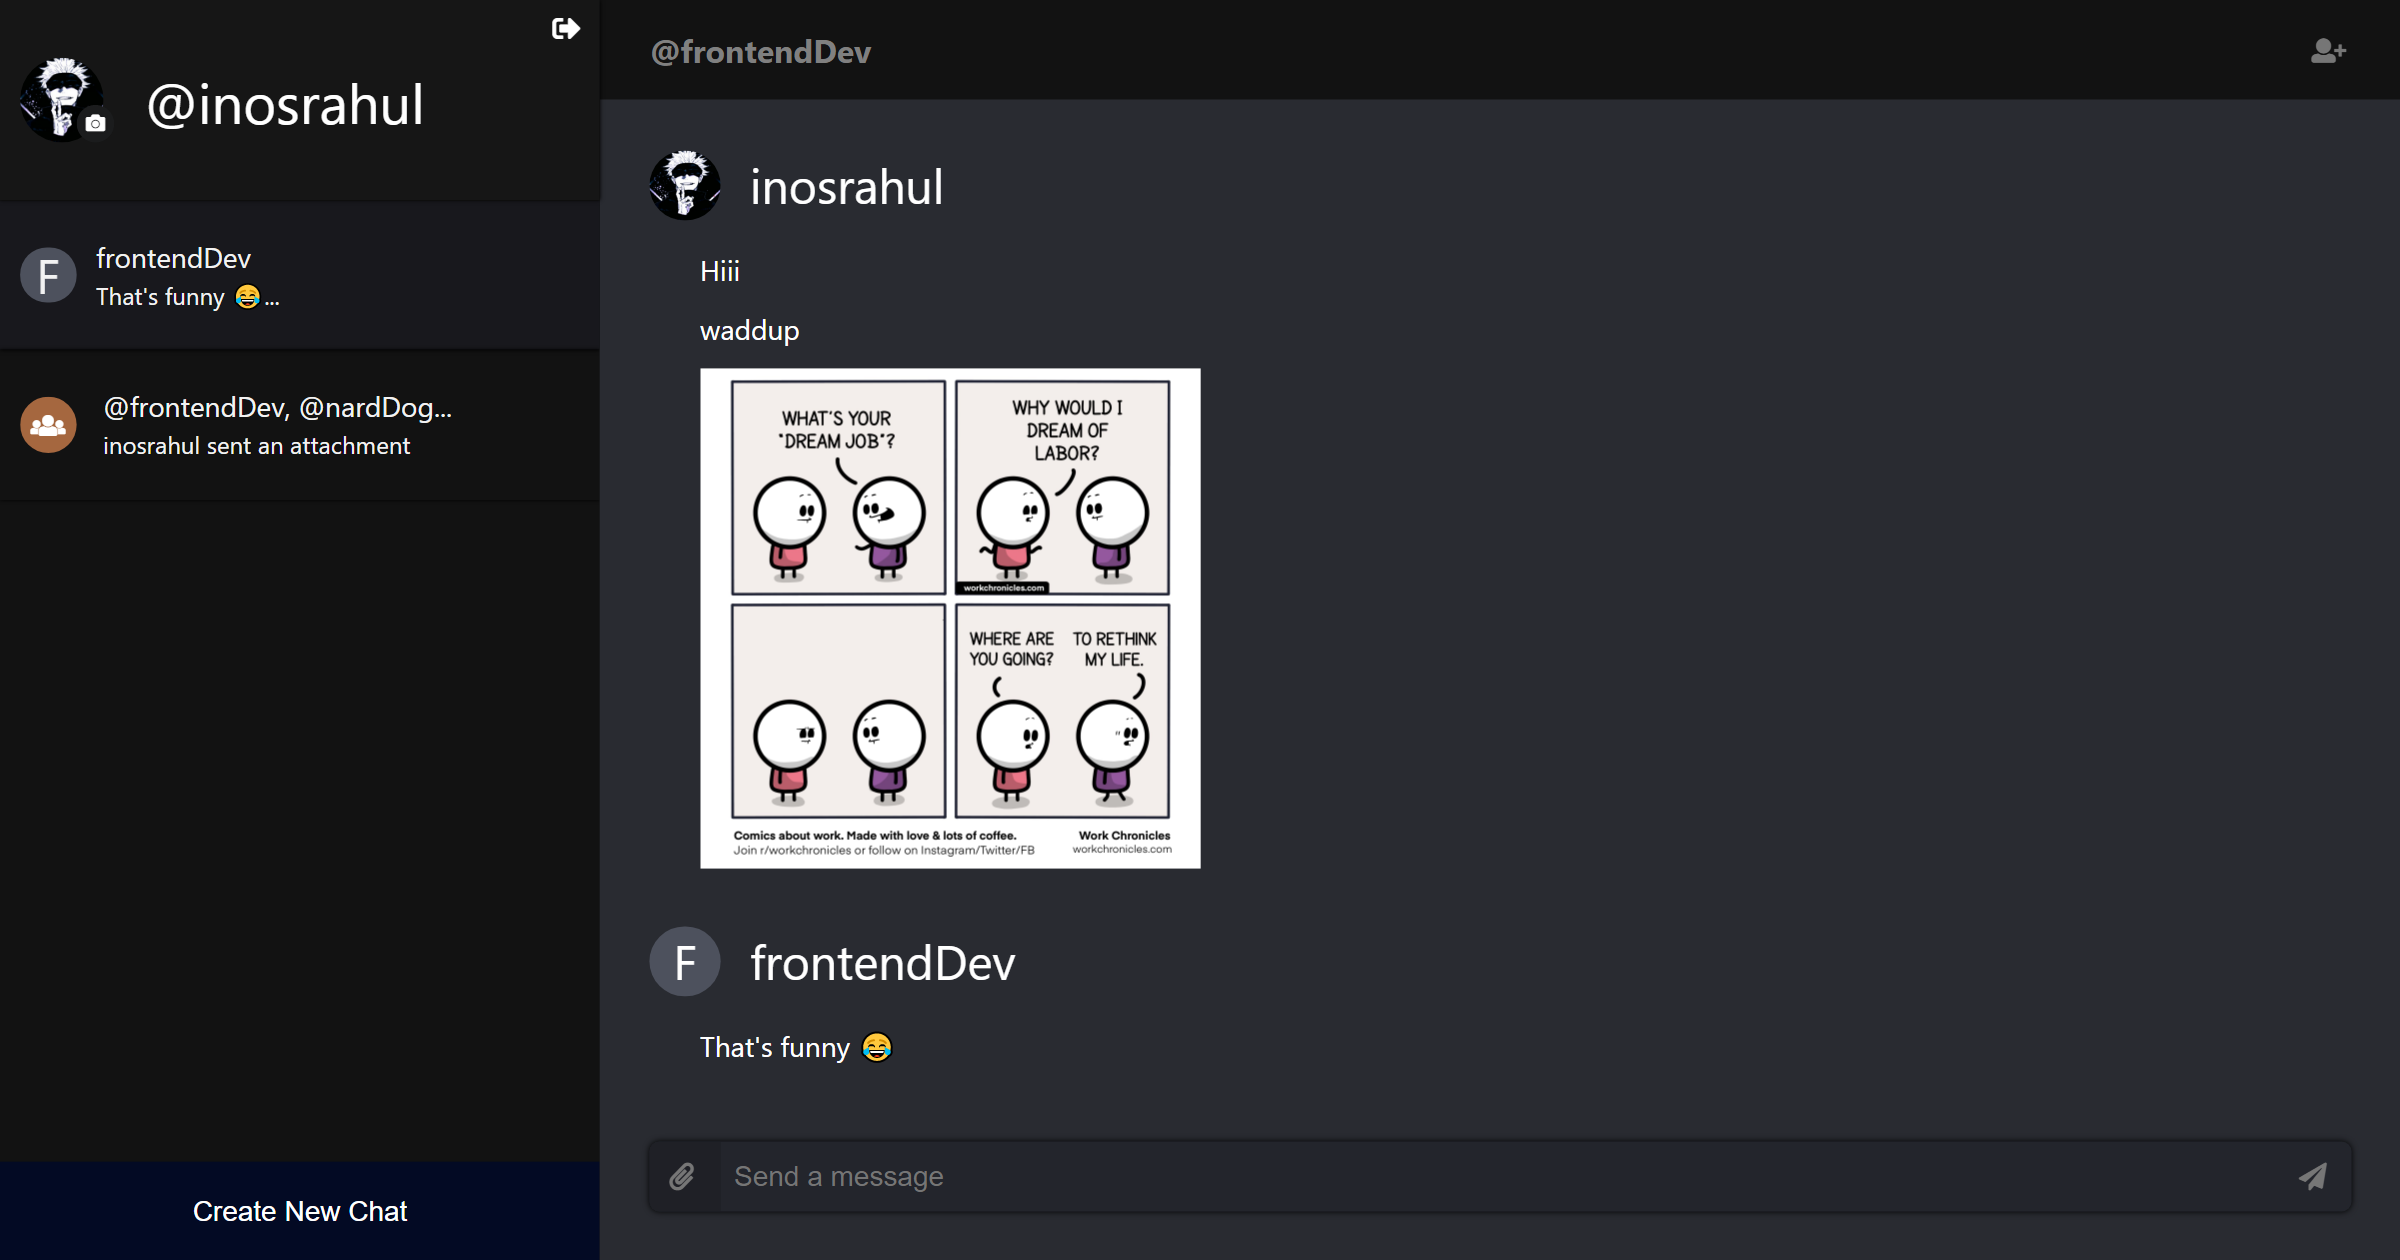 @inosrahul
F
frontendDev
That's funny 😂...
@frontendDev, @nardDog...
inosrahul sent an attachment
Create New Chat
@frontendDev
inosrahul
Hiii
waddup
WHAT'S YOUR
"DREAM JOB"?
WHY WOULD I
DREAM OF
LABOR?
workchronicles.com
WHERE ARE
YOU GOING?
TO RETHINK
MY LIFE.
Comics about work. Made with love & lots of coffee.
Join r/workchronicles or follow on Instagram/Twitter/FB
Work Chronicles
workchronicles.com
F
frontendDev
That's funny 😂
Send a message